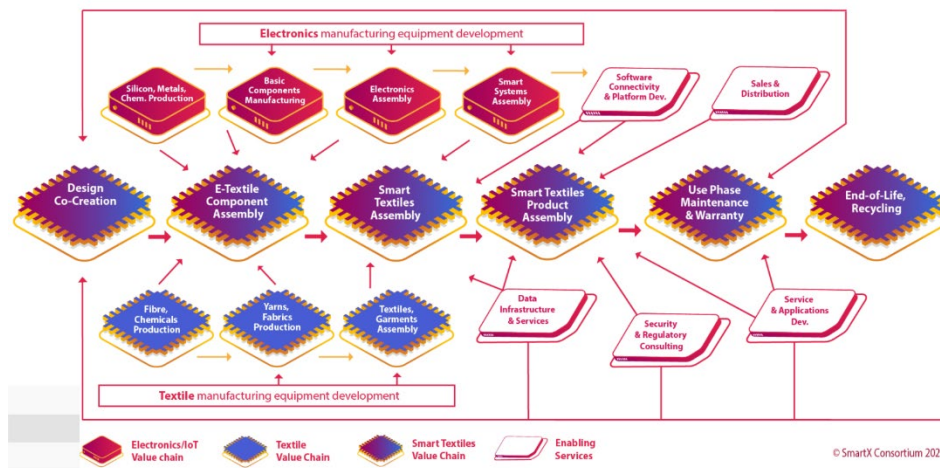 Electronics manufacturing equipment development
Silicon, Metals,
Chem. Production
Basic
Components
Manufacturing
Electronics
Assembly
Smart
Systems
Assembly
Software
Connectivity
& Platform Dev.
Sales &
Distribution
Design
Co-Creation
E-Textile
Component
Assembly
Smart
Textiles
Assembly
Smart Textiles
Product
Assembly
Use Phase
Maintenance
& Warranty
End-of-Life,
Recycling
Fibre,
Chemicals
Production
Yarns,
Fabrics
Production
Textiles,
Garments
Assembly
Data
Infrastructure
& Services
Security
& Regulatory
Consulting
Service
& Applications
Dev.
Textile manufacturing equipment development
Electronics/IoT
Value chain
Textile
Value Chain
Smart Textiles
Value Chain
Enabling
Services
© SmartX Consortium